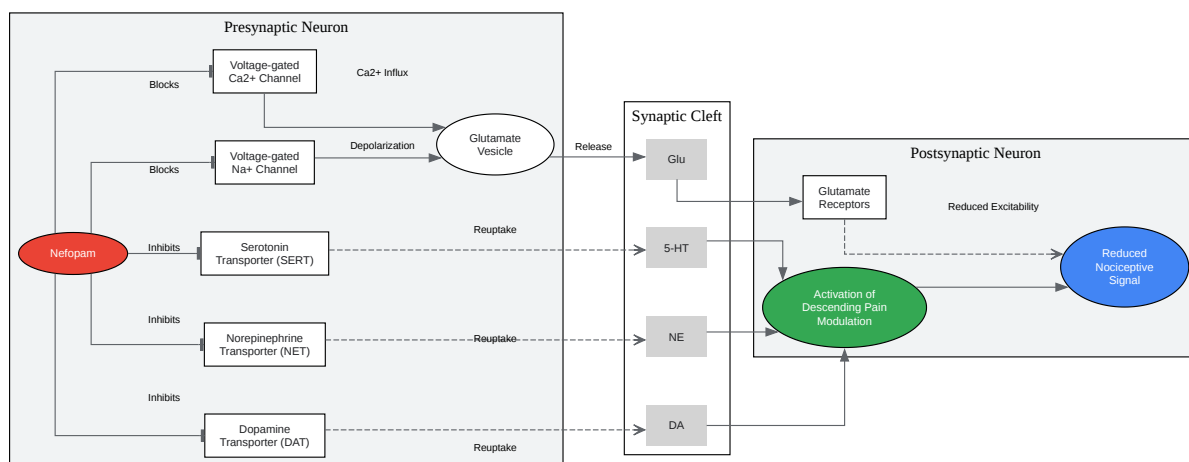 Presynaptic Neuron
Voltage-gated
Ca2+ Channel
Ca2+ Influx
Blocks
Voltage-gated
Na+ Channel
Depolarization
Blocks
Glutamate
Vesicle
Release
Nefopam
Inhibits
Serotonin
Transporter (SERT)
Reuptake
Inhibits
Norepinephrine
Transporter (NET)
Reuptake
Inhibits
Dopamine
Transporter (DAT)
Reuptake
Synaptic Cleft
Glu
5-HT
NE
DA
Postsynaptic Neuron
Glutamate
Receptors
Reduced Excitability
Activation of
Descending Pain
Modulation
Reduced
Nociceptive
Signal